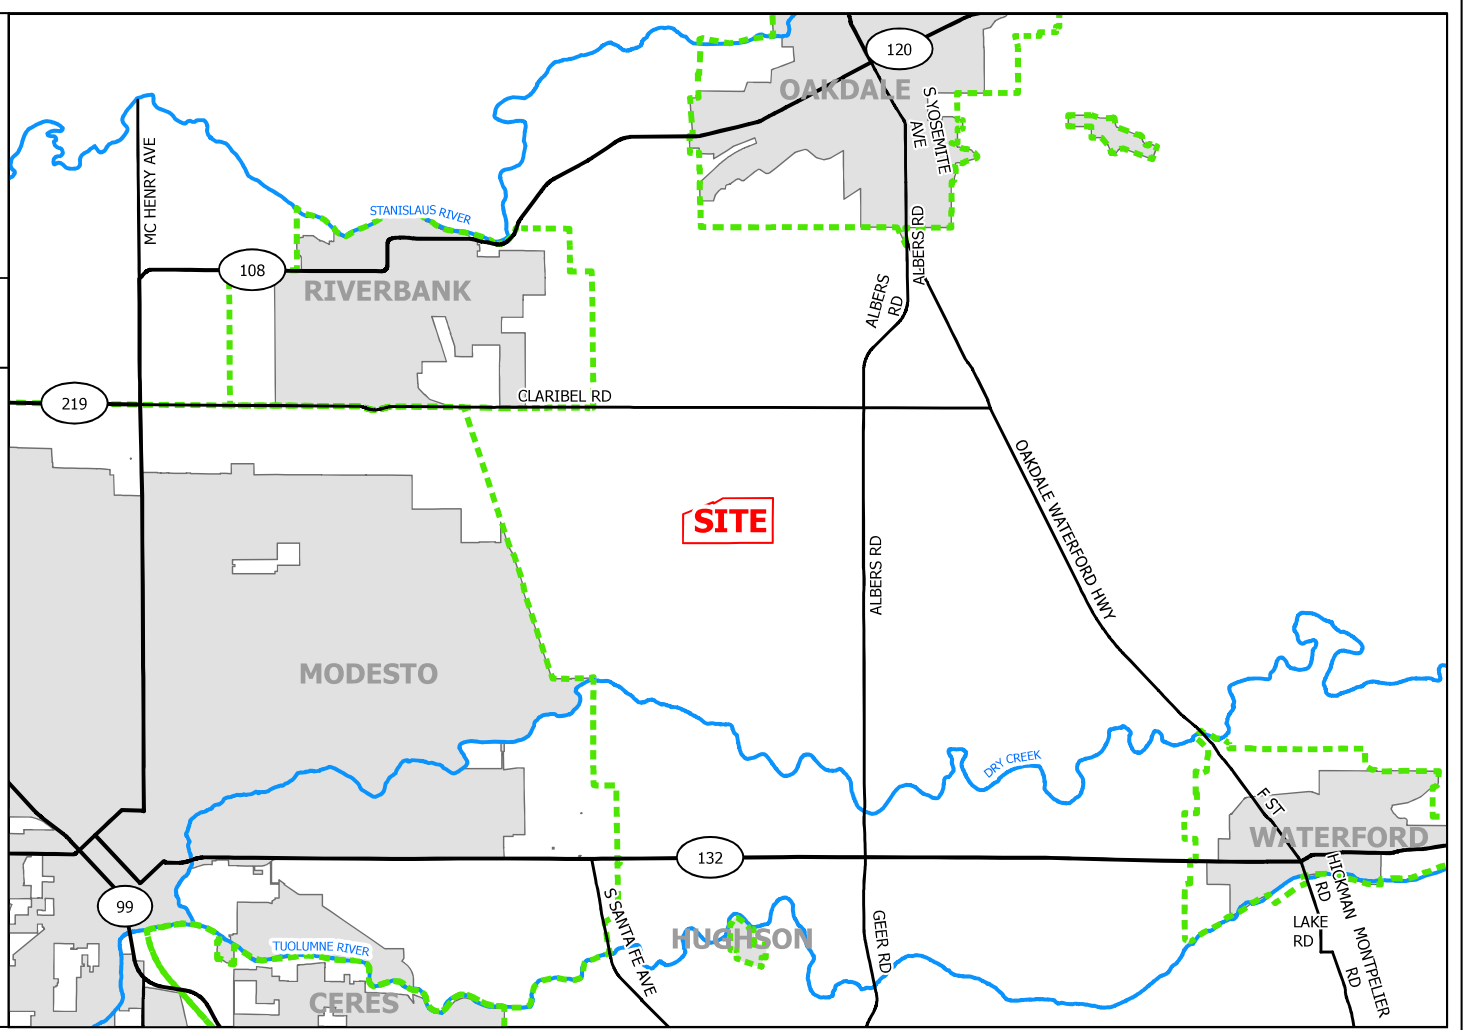 120
OAKDALE
S YOSEMITE
AVE
MC HENRY AVE
STANISLAUS RIVER
ALBERS RD
108
RIVERBANK
ALBERS
RD
219
CLARIBEL RD
OAKDALE WATERFORD HWY
SITE
ALBERS RD
MODESTO
DRY CREEK
F ST
WATERFORD
132
HICKMAN MONTPELIER
RD
RD
99
S SANTA FE AVE
HUGHSON
GEER RD
LAKE
RD
TUOLUMNE RIVER
CERES